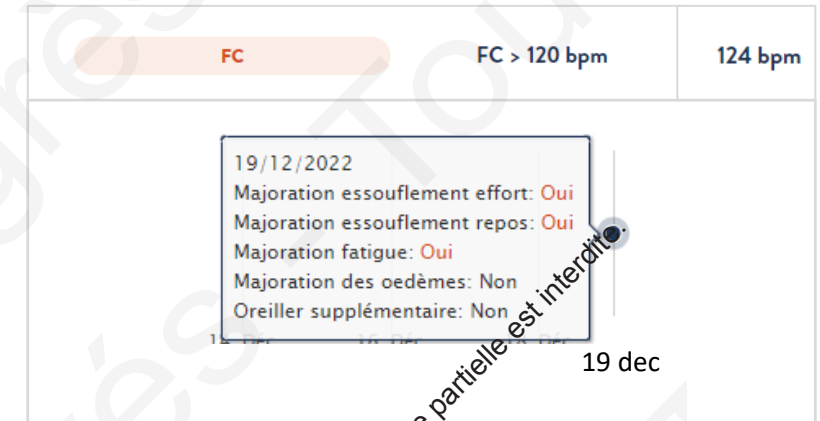 FC FC > 120 bpm 124 bpm
19/12/2022
Majoration essouflement effort: Oui
Majoration essouflement repos: Oui
Majoration fatigue: Oui
Majoration des oedèmes: Non
Oreiller supplémentaire: Non
19 dec
partielle est interdite.